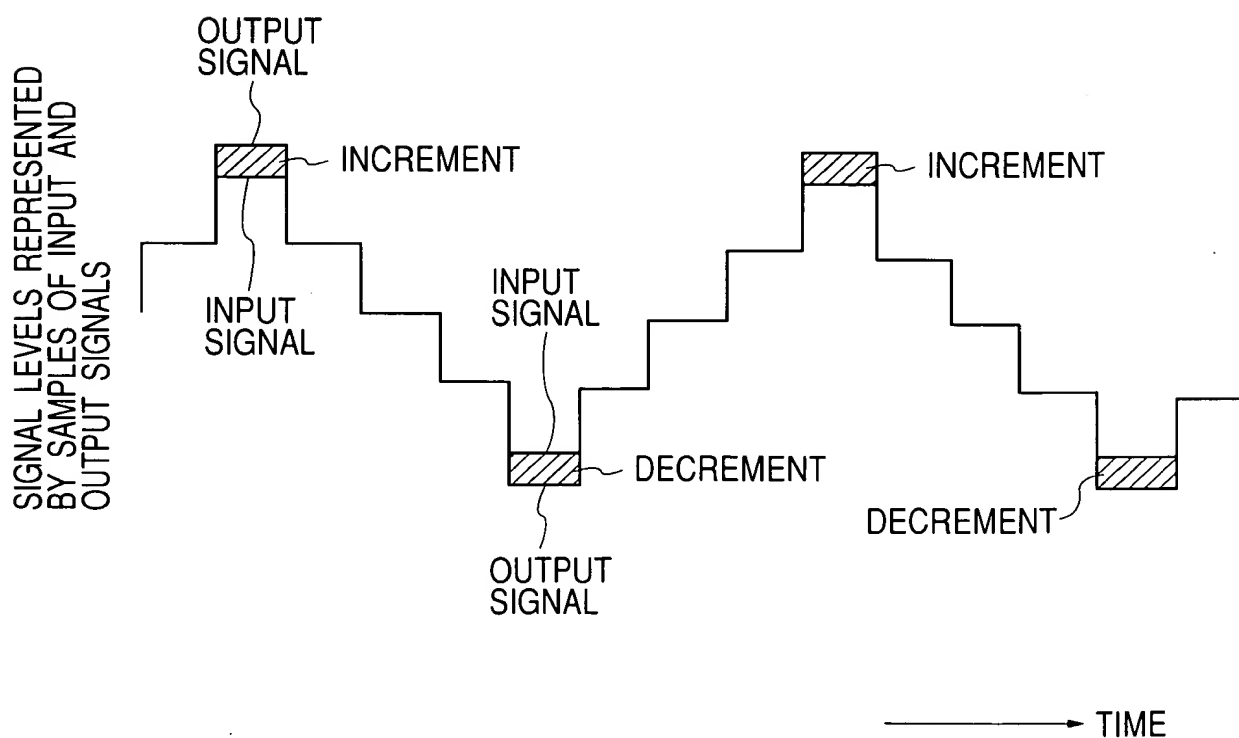 SIGNAL LEVELS REPRESENTED
BY SAMPLES OF INPUT AND
OUTPUT SIGNALS
OUTPUT
SIGNAL
INCREMENT
INPUT
SIGNAL
INPUT
SIGNAL
DECREMENT
OUTPUT
SIGNAL
INCREMENT
DECREMENT
TIME